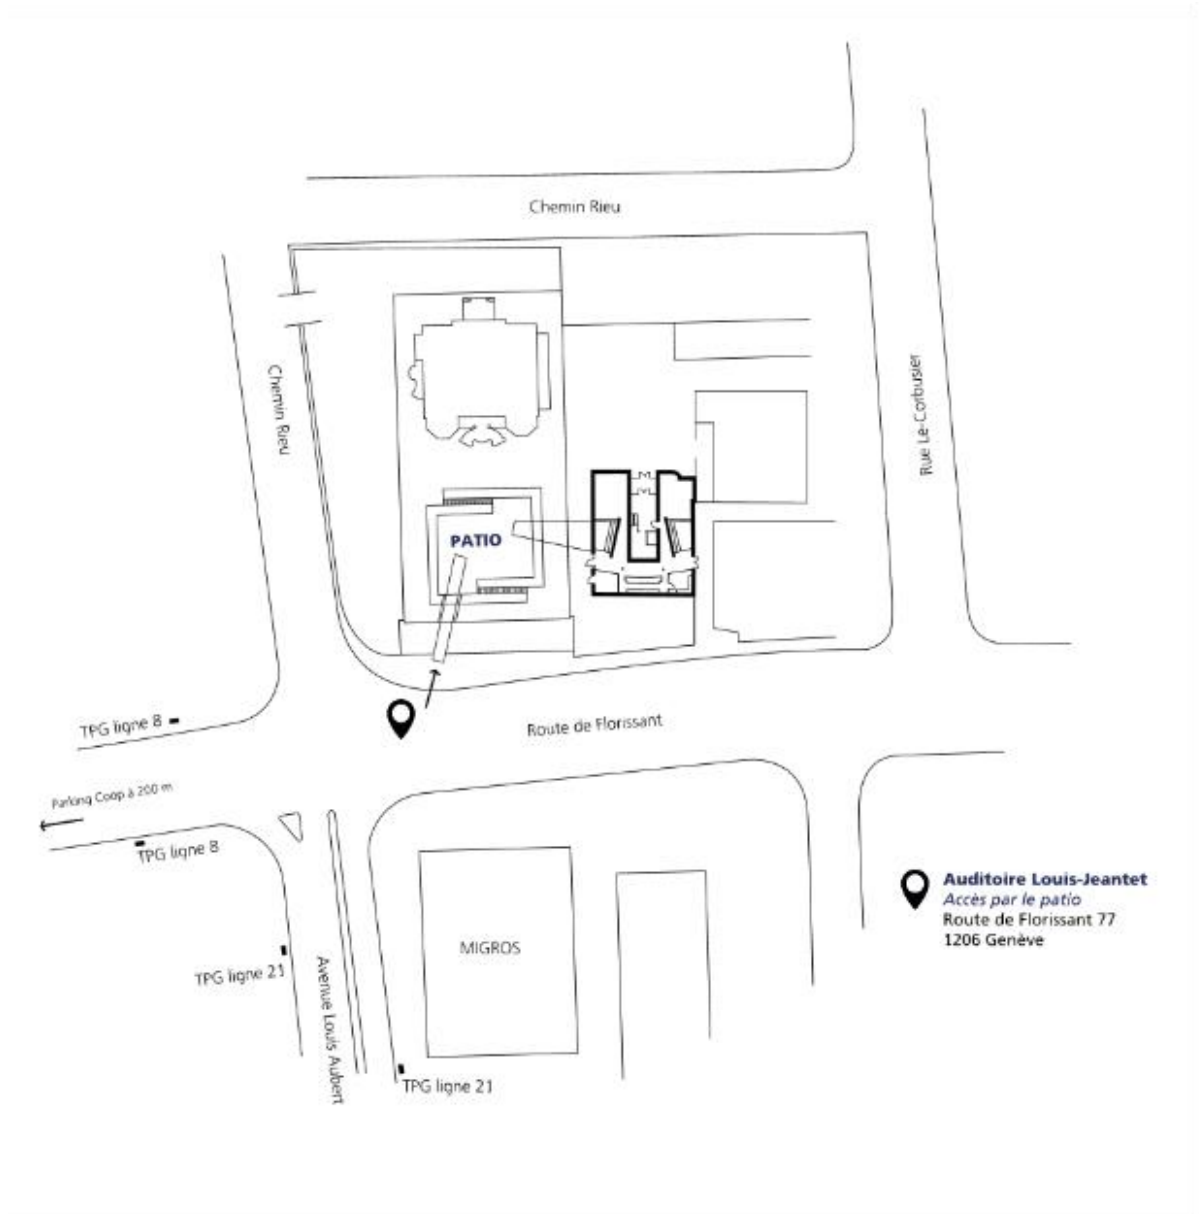 Chemin Rieu
Chemin Rieu
Rue Le-Corbusier
PATIO
TPG ligne 8
Route de Florissant
Parking Coop à 200 m
TPG ligne 8
Auditoire Louis-Jeantet
Accès par le patio
Route de Florissant 77
1206 Genève
MIGROS
TPG ligne 21
Avenue Louis Aubert
TPG ligne 21